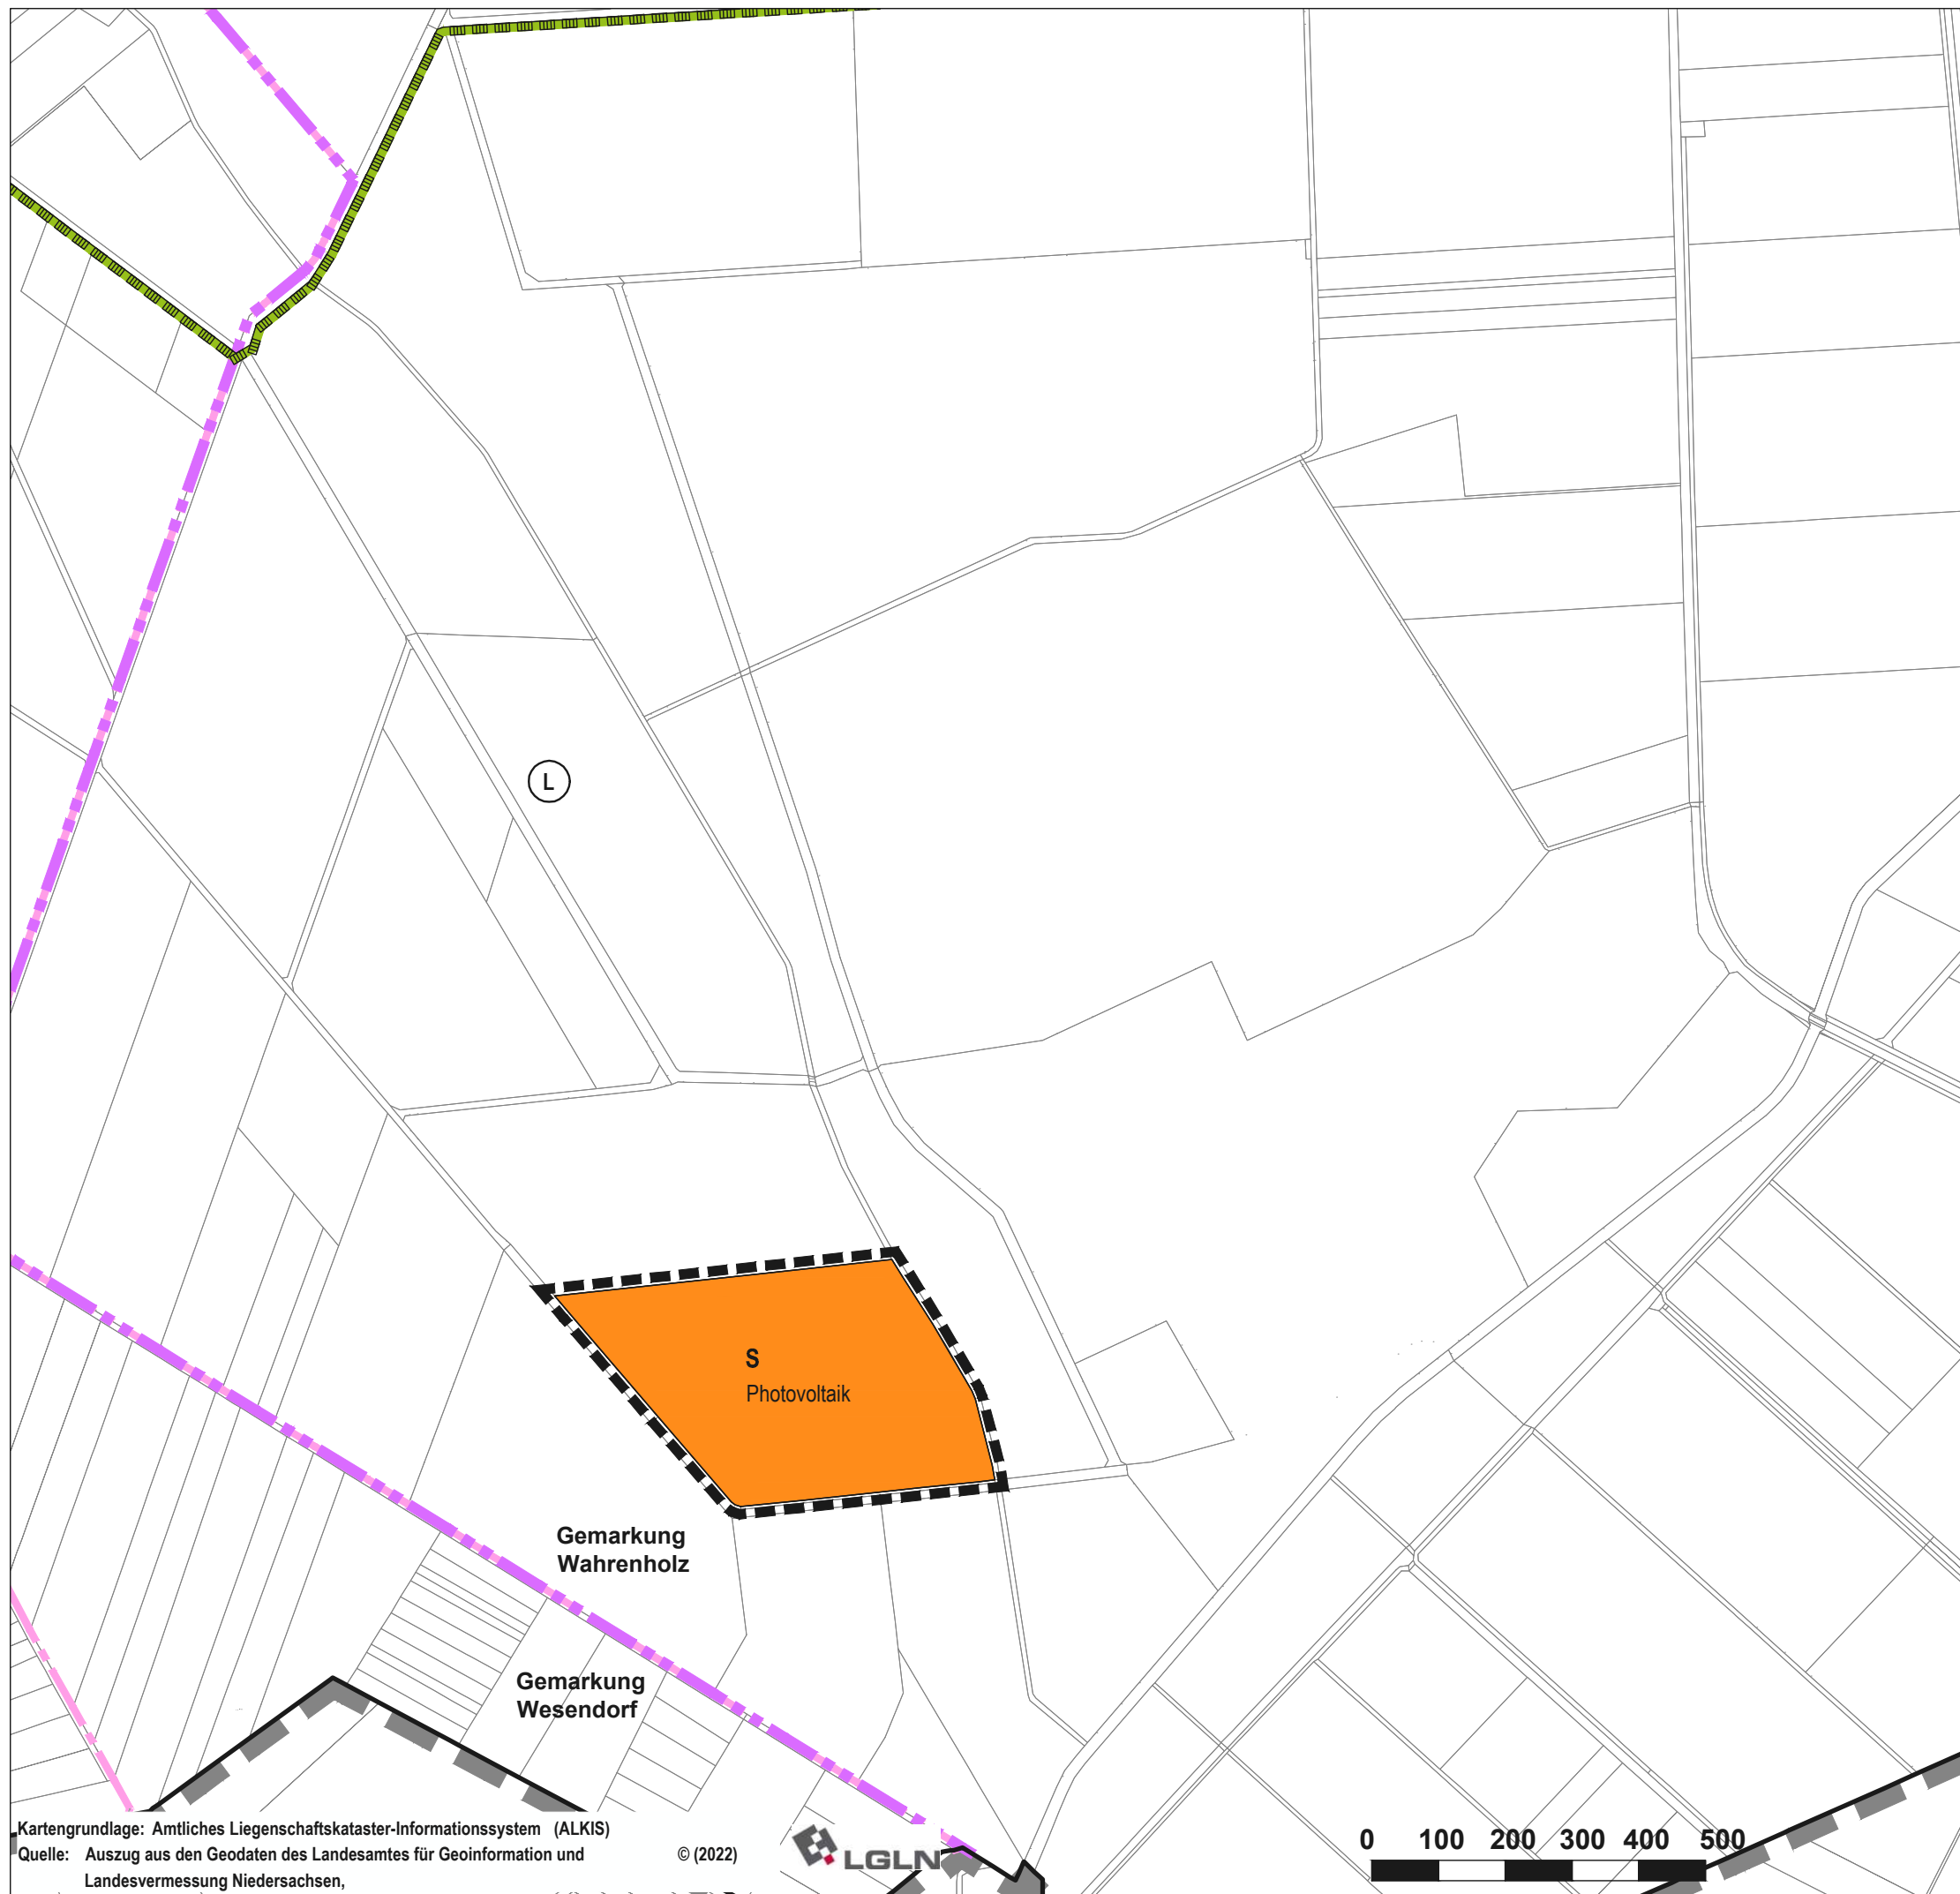 L
S
Photovoltaik
Gemarkung
Wahrenholz
Gemarkung
Wesendorf
Kartengrundlage: Amtliches Liegenschaftskataster-Informationssystem (ALKIS)
Quelle: Auszug aus den Geodaten des Landesamtes für Geoinformation und © (2022)
Landesvermessung Niedersachsen,
LGLN
0 100 200 300 400 500